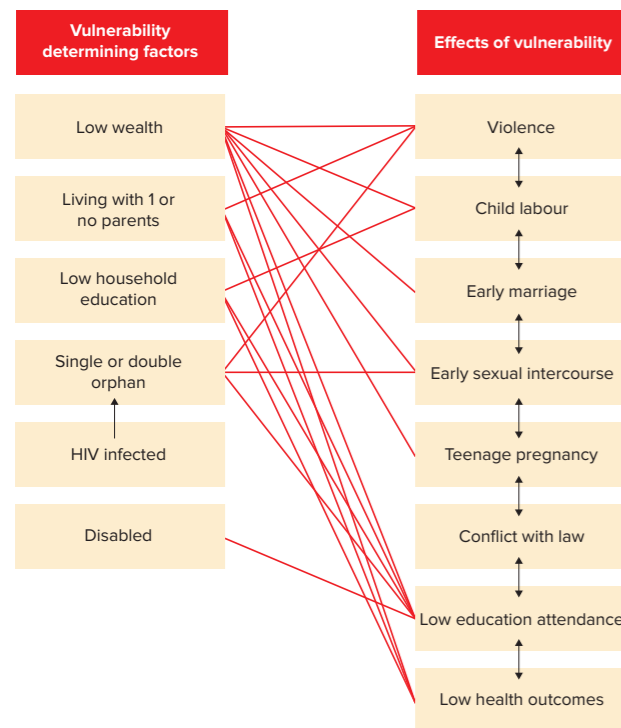 Vulnerability
determining factors
Low wealth
Living with 1 or
no parents
Low household
education
Single or double
orphan
HIV infected
Disabled
Effects of vulnerability
Violence
Child labour
Early marriage
Early sexual intercourse
Teenage pregnancy
Conflict with law
Low education attendance
Low health outcomes